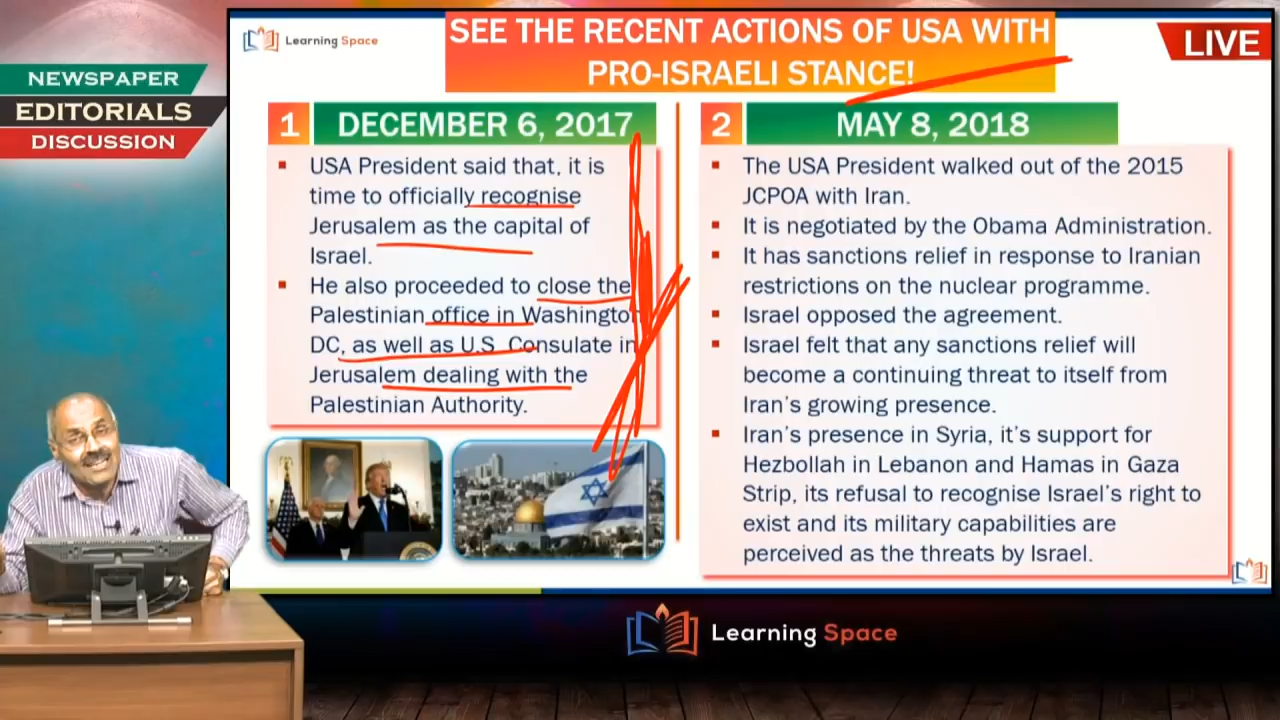 NEWSPAPER
EDITORIALS
DISCUSSION
Learning Space
SEE THE RECENT ACTIONS OF USA WITH
PRO-ISRAELI STANCE!
LIVE
1 DECEMBER 6, 2017
▪ USA President said that, it is
time to officially recognise
Jerusalem as the capital of
Israel.
▪ He also proceeded to close the
Palestinian office in Washington
DC, as well as U.S. Consulate in
Jerusalem dealing with the
Palestinian Authority.
2 MAY 8, 2018
▪ The USA President walked out of the 2015
JCPOA with Iran.
▪ It is negotiated by the Obama Administration.
▪ It has sanctions relief in response to Iranian
restrictions on the nuclear programme.
▪ Israel opposed the agreement.
▪ Israel felt that any sanctions relief will
become a continuing threat to itself from
Iran's growing presence.
▪ Iran's presence in Syria, it's support for
Hezbollah in Lebanon and Hamas in Gaza
Strip, its refusal to recognise Israel's right to
exist and its military capabilities are
perceived as the threats by Israel.
Learning Space